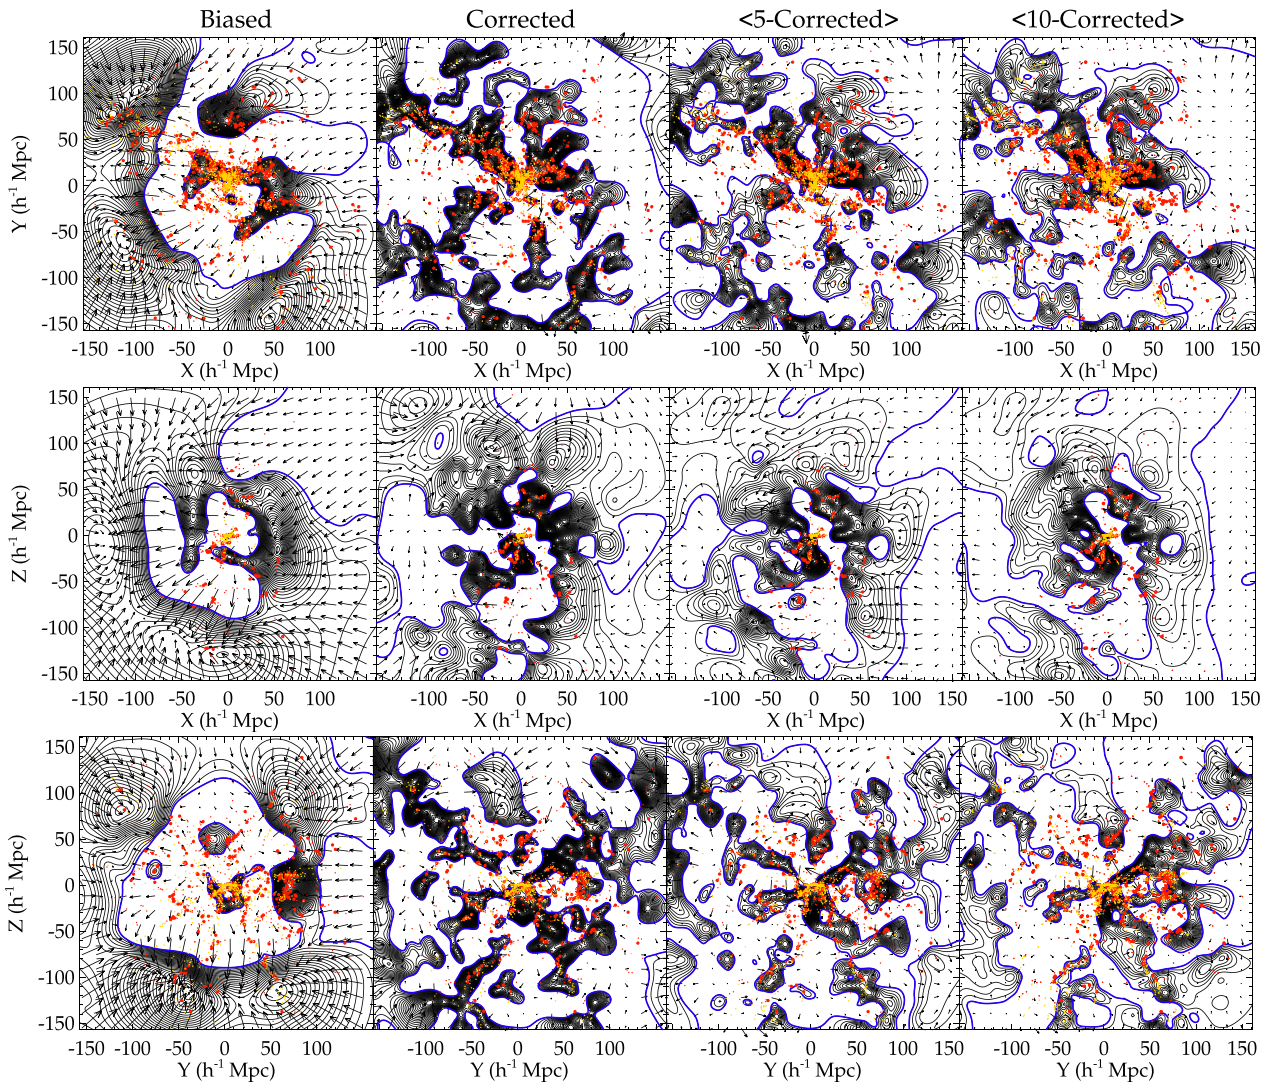 Biased Corrected <5-Corrected> <10-Corrected>
150
100
50
0
-50
-100
-150
Y (h⁻¹ Mpc)
-150 -100 -50 0 50 100 -100 -50 0 50 100 -100 -50 0 50 100 -100 -50 0 50 100 150
X (h⁻¹ Mpc) X (h⁻¹ Mpc) X (h⁻¹ Mpc) X (h⁻¹ Mpc)
150
100
50
0
-50
-100
-150
Z (h⁻¹ Mpc)
-150 -100 -50 0 50 100 -100 -50 0 50 100 -100 -50 0 50 100 -100 -50 0 50 100 150
X (h⁻¹ Mpc) X (h⁻¹ Mpc) X (h⁻¹ Mpc) X (h⁻¹ Mpc)
150
100
50
0
-50
-100
-150
Z (h⁻¹ Mpc)
-150 -100 -50 0 50 100 -100 -50 0 50 100 -100 -50 0 50 100 -100 -50 0 50 100 150
Y (h⁻¹ Mpc) Y (h⁻¹ Mpc) Y (h⁻¹ Mpc) Y (h⁻¹ Mpc)